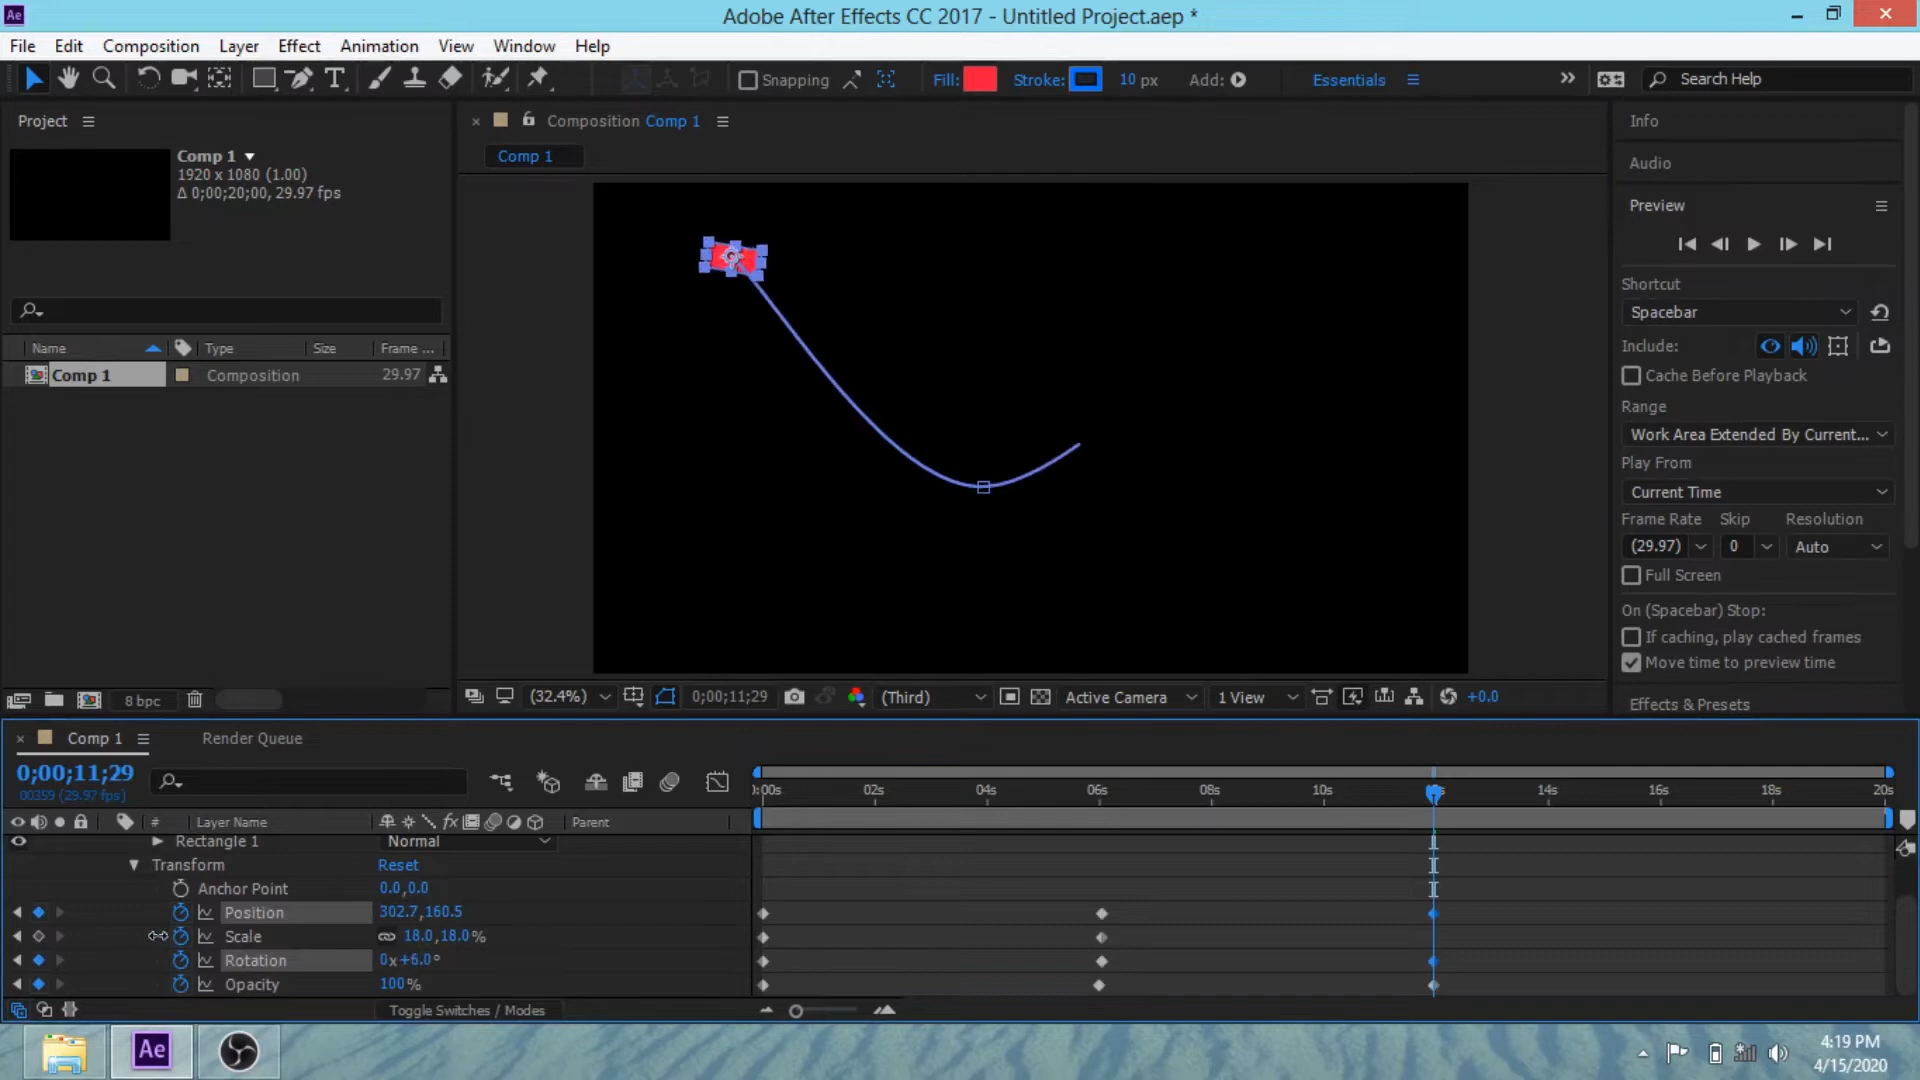 Ae
Adobe After Effects CC 2017 - Untitled Project.aep *
File Edit Composition Layer Effect Animation View Window Help
Snapping Fill: Stroke: 10 px Add: Essentials Search Help
Project
Comp 1
1920 x 1080 (1.00)
Δ 0;00;20;00, 29.97 fps
Name Type Size Frame ...
Comp 1 Composition 29.97
8 bpc
Composition Comp 1
Comp 1
(32.4%) 0;00;11;29 (Third) Active Camera 1 View +0.0
Info
Audio
Preview
Shortcut
Spacebar
Include:
Cache Before Playback
Range
Work Area Extended By Current...
Play From
Current Time
Frame Rate Skip Resolution
(29.97) 0 Auto
Full Screen
On (Spacebar) Stop:
If caching, play cached frames
Move time to preview time
Effects & Presets
Comp 1 Render Queue
0;00;11;29
00359 (29.97 fps)
# Layer Name fx Parent
):00s 02s 04s 06s 08s 10s 14s 16s 18s 20s
Rectangle 1 Normal
Transform Reset
Anchor Point 0.0,0.0
Position 302.7,160.5
Scale 18.0,18.0%
Rotation 0x+6.0°
Opacity 100%
Toggle Switches / Modes
Ae
4:19 PM
4/15/2020